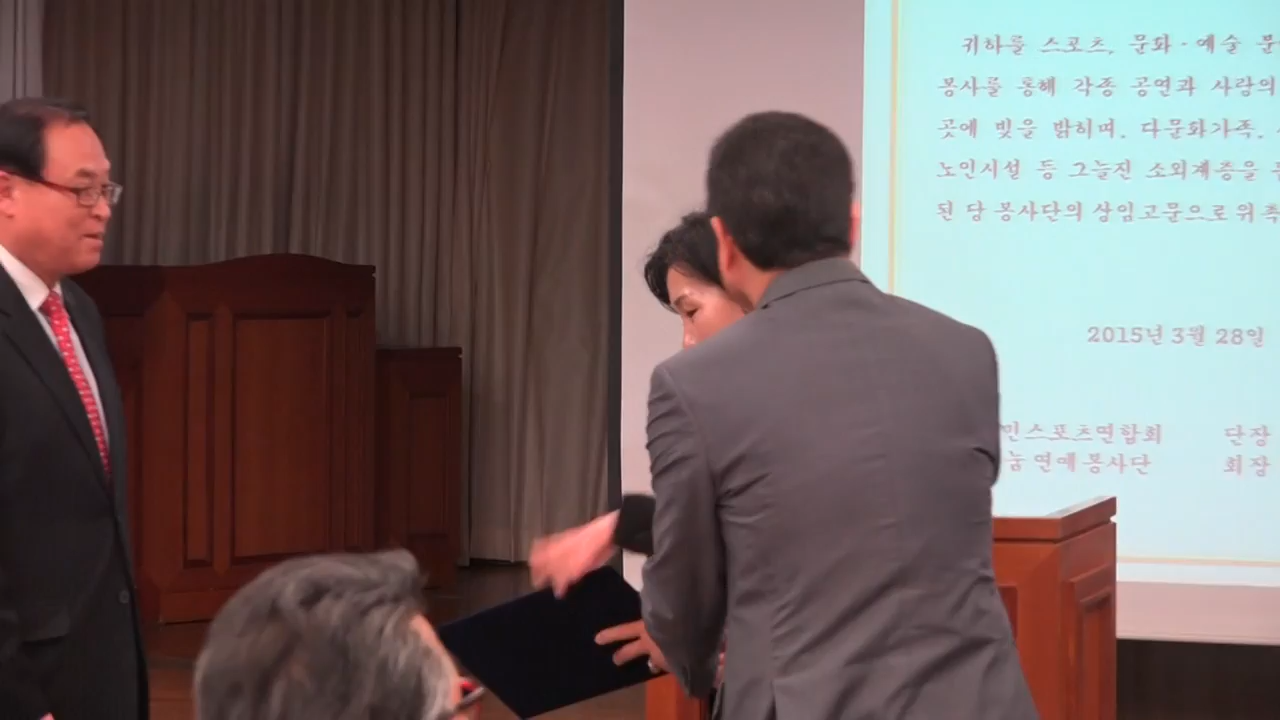 귀하를 스포츠, 문화·예술
봉사를 통해 각종 공연과 사랑의
곳에 빛을 밝히며, 다문화가족,
노인시설 등 그늘진 소외계층을
된 당 봉사단의 상임고문으로 위촉
2015년 3월 28일
민스포츠연합회 단장
눔연예봉사단 회장